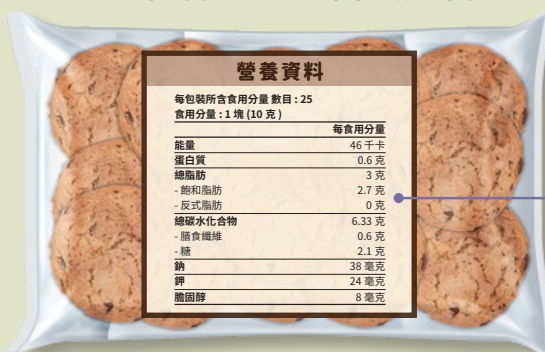 營養資料
每包裝所含食用分量 數目 : 25
食用分量 : 1 塊 (10 克 )
每食用分量
能量 46 千卡
蛋白質 0.6 克
總脂肪 3 克
- 飽和脂肪 2.7 克
- 反式脂肪 0 克
總碳水化合物 6.33 克
- 膳食纖維 0.6 克
- 糖 2.1 克
鈉 38 毫克
鉀 24 毫克
膽固醇 8 毫克